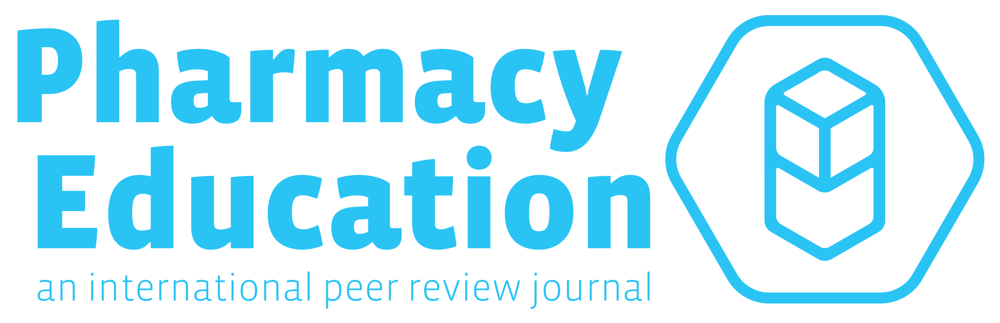 Pharmacy
Education
an international peer review journal